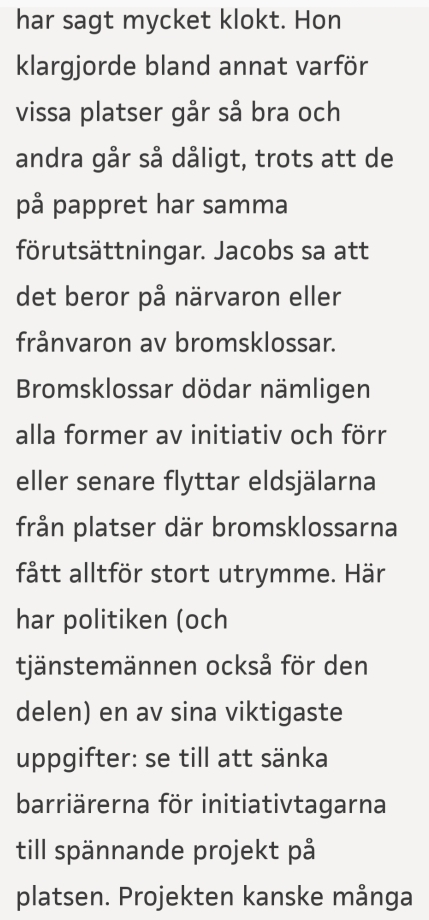 har sagt mycket klokt. Hon
klargjorde bland annat varför
vissa platser går så bra och
andra går så dåligt, trots att de
på pappret har samma
förutsättningar. Jacobs sa att
det beror på närvaron eller
frånvaron av bromsklossar.
Bromsklossar dödar nämligen
alla former av initiativ och förr
eller senare flyttar eldsjälarna
från platser där bromsklossarna
fått alltför stort utrymme. Här
har politiken (och
tjänstemännen också för den
delen) en av sina viktigaste
uppgifter: se till att sänka
barriärerna för initiativtagarna
till spännande projekt på
platsen. Projekten kanske många